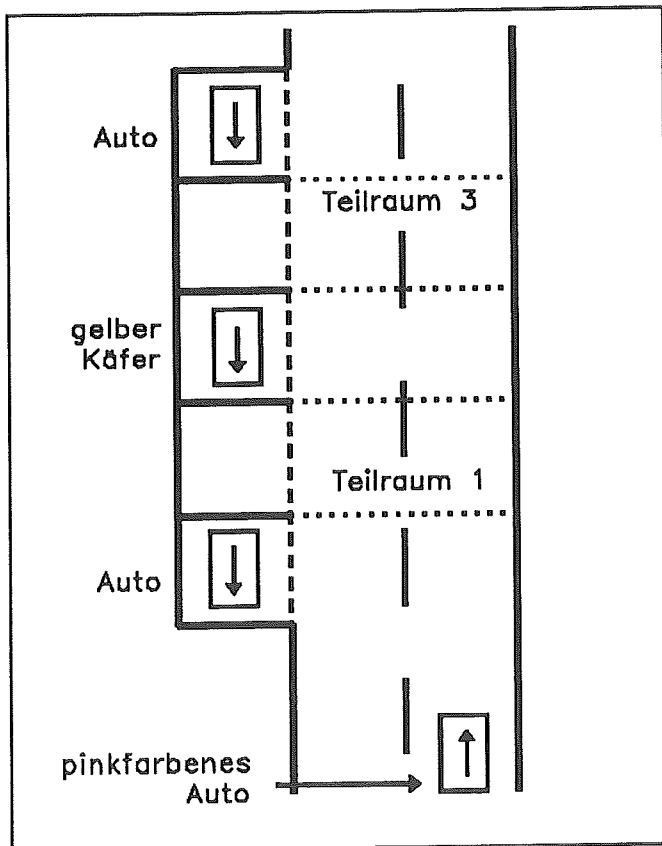 Auto
Teilraum 3
gelber
Käfer
Teilraum 1
Auto
pinkfarbenes
Auto